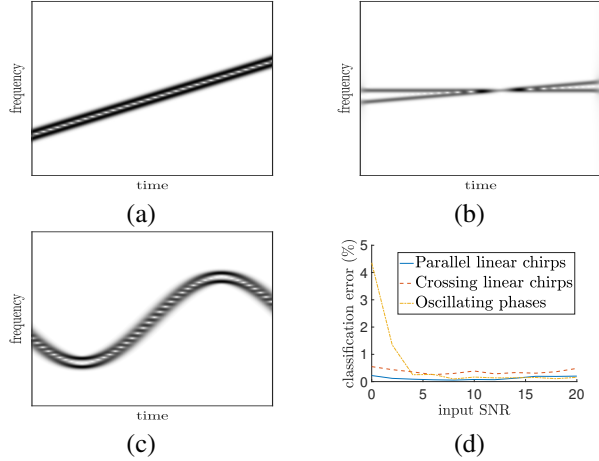 frequency
time
(a)
frequency
time
(b)
frequency
time
(c)
classification error (%)
5
4
3
2
1
0
Parallel linear chirps
Crossing linear chirps
Oscillating phases
0 5 10 15 20
input SNR
(d)